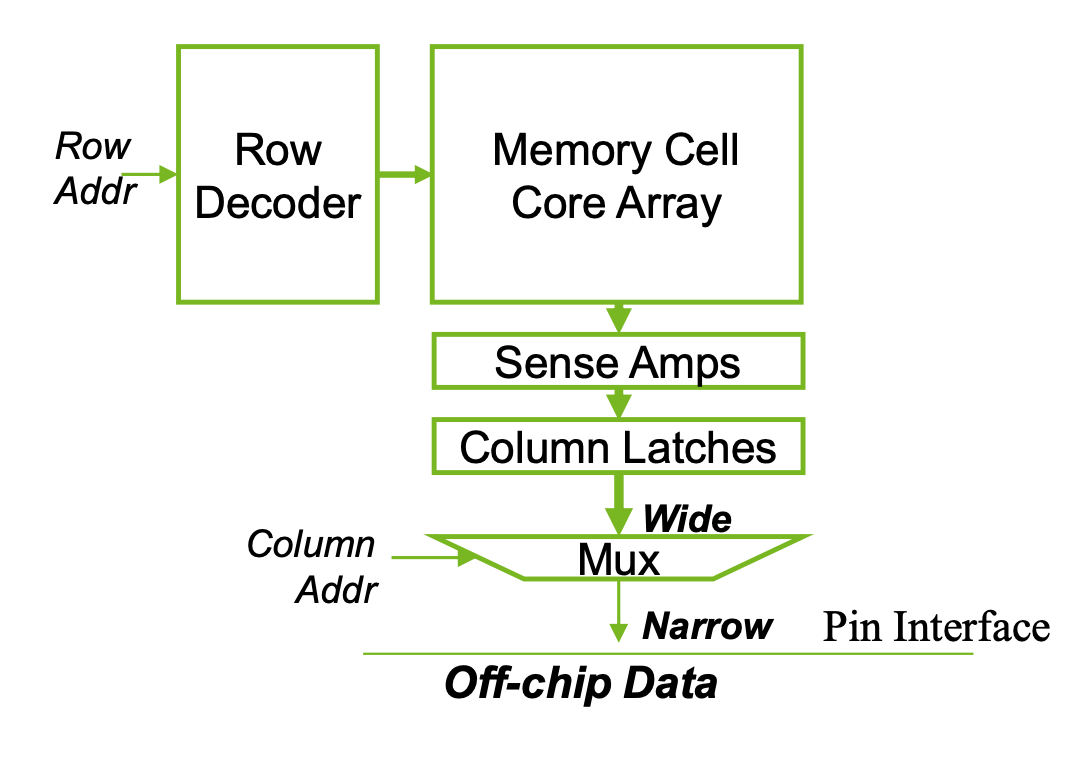 Row
Addr
Row
Decoder
Memory Cell
Core Array
Sense Amps
Column Latches
Wide
Column
Addr
Mux
Narrow
Pin Interface
Off-chip Data